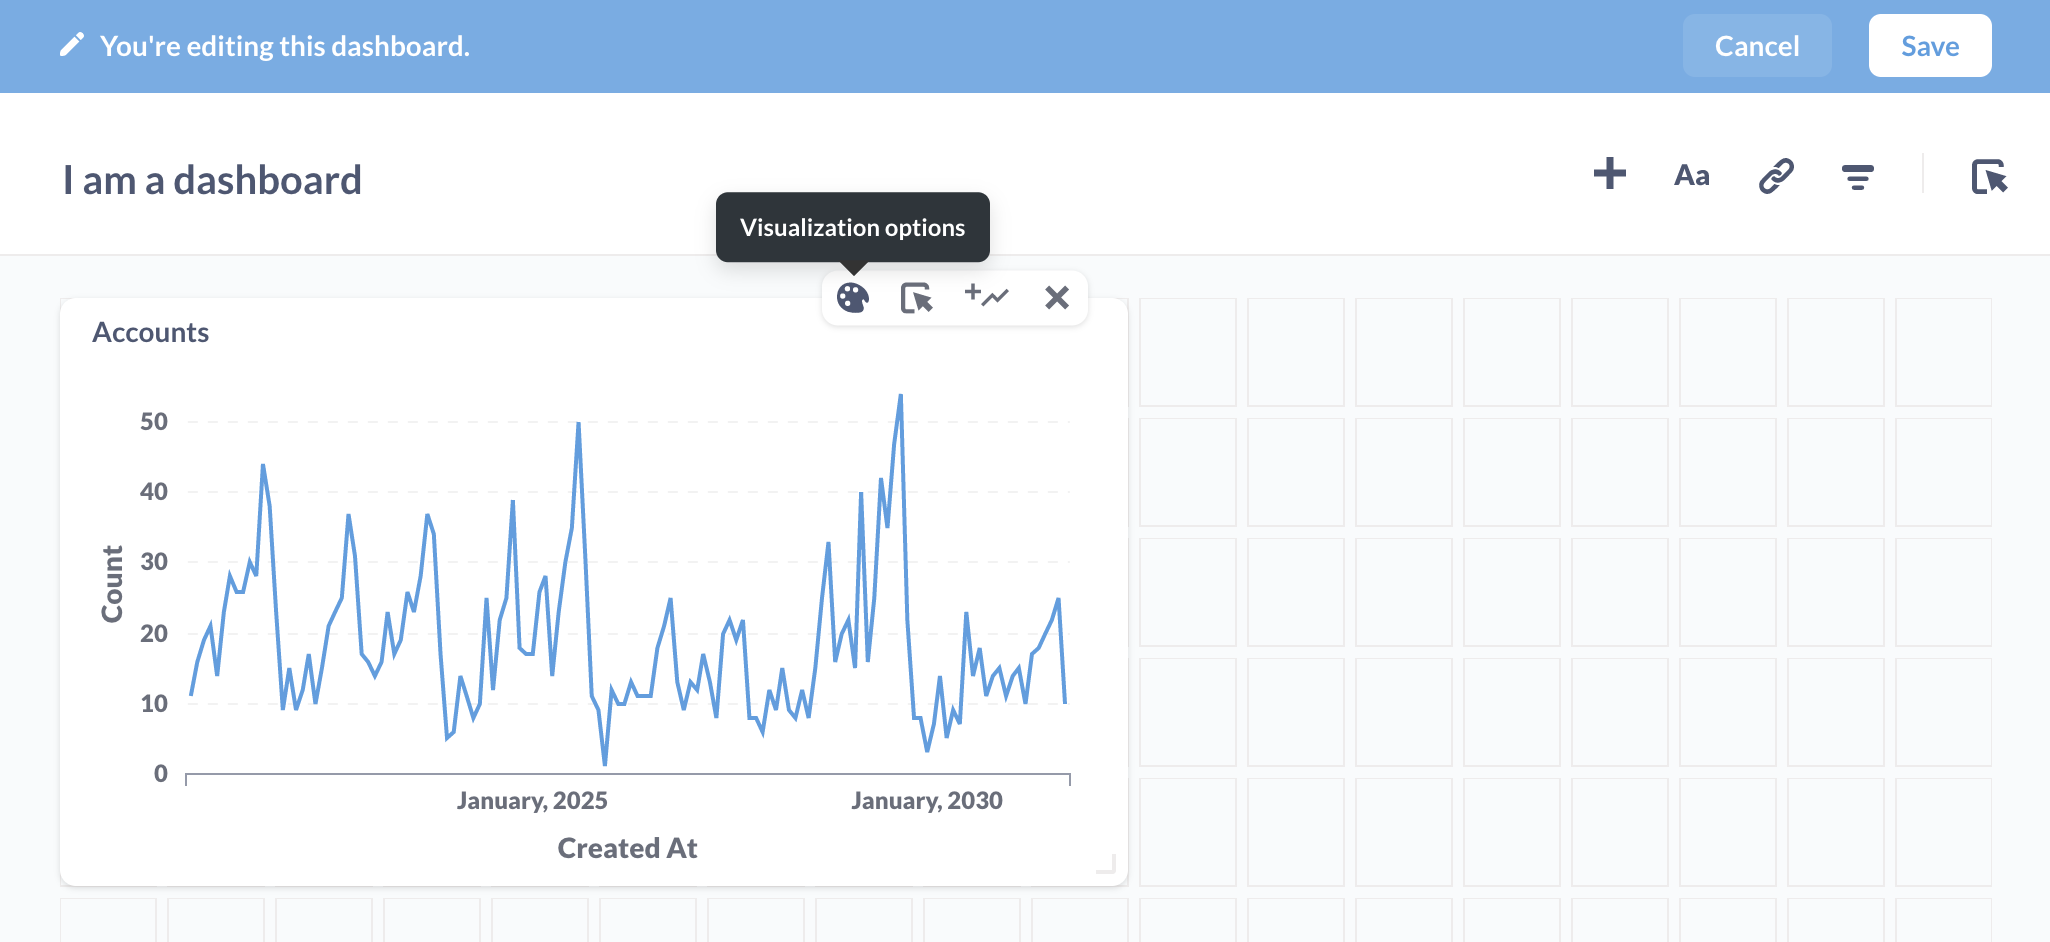 You're editing this dashboard.
Cancel
Save
I am a dashboard
Aa
Visualization options
Accounts
50
40
30
20
10
0
Count
January, 2025
January, 2030
Created At